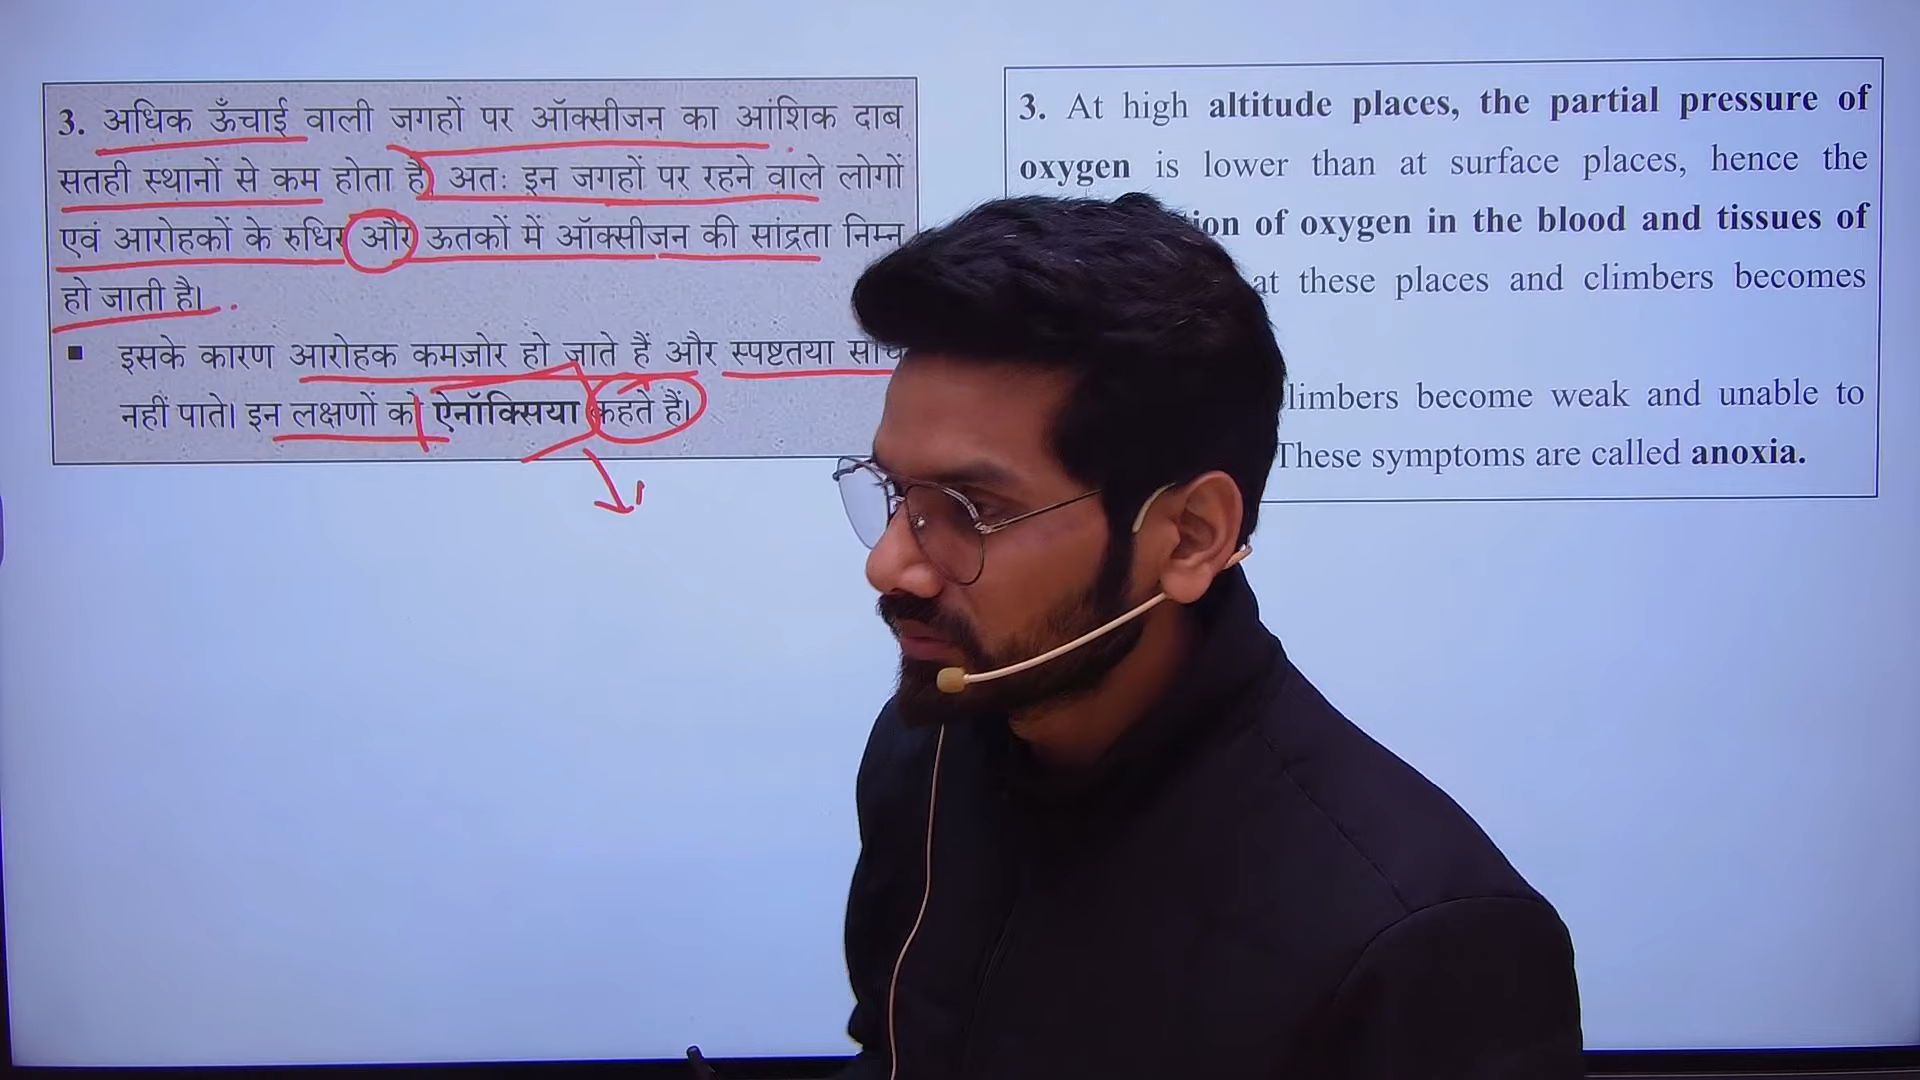 3. अधिक ऊँचाई वाली जगहों पर ऑक्सीजन का आंशिक दाब
सतही स्थानों से कम होता है। अतः इन जगहों पर रहने वाले लोगों
एवं आरोहकों के रुधिर और ऊतकों में ऑक्सीजन की सांद्रता निम्न
हो जाती है।
▪ इसके कारण आरोहक कमज़ोर हो जाते हैं और स्पष्टतया
नहीं पाते। इन लक्षणों को ऐनॉक्सिया कहते हैं।
3. At high altitude places, the partial pressure of
oxygen is lower than at surface places, hence the
of oxygen in the blood and tissues of
at these places and climbers becomes
become weak and unable to
These symptoms are called anoxia.